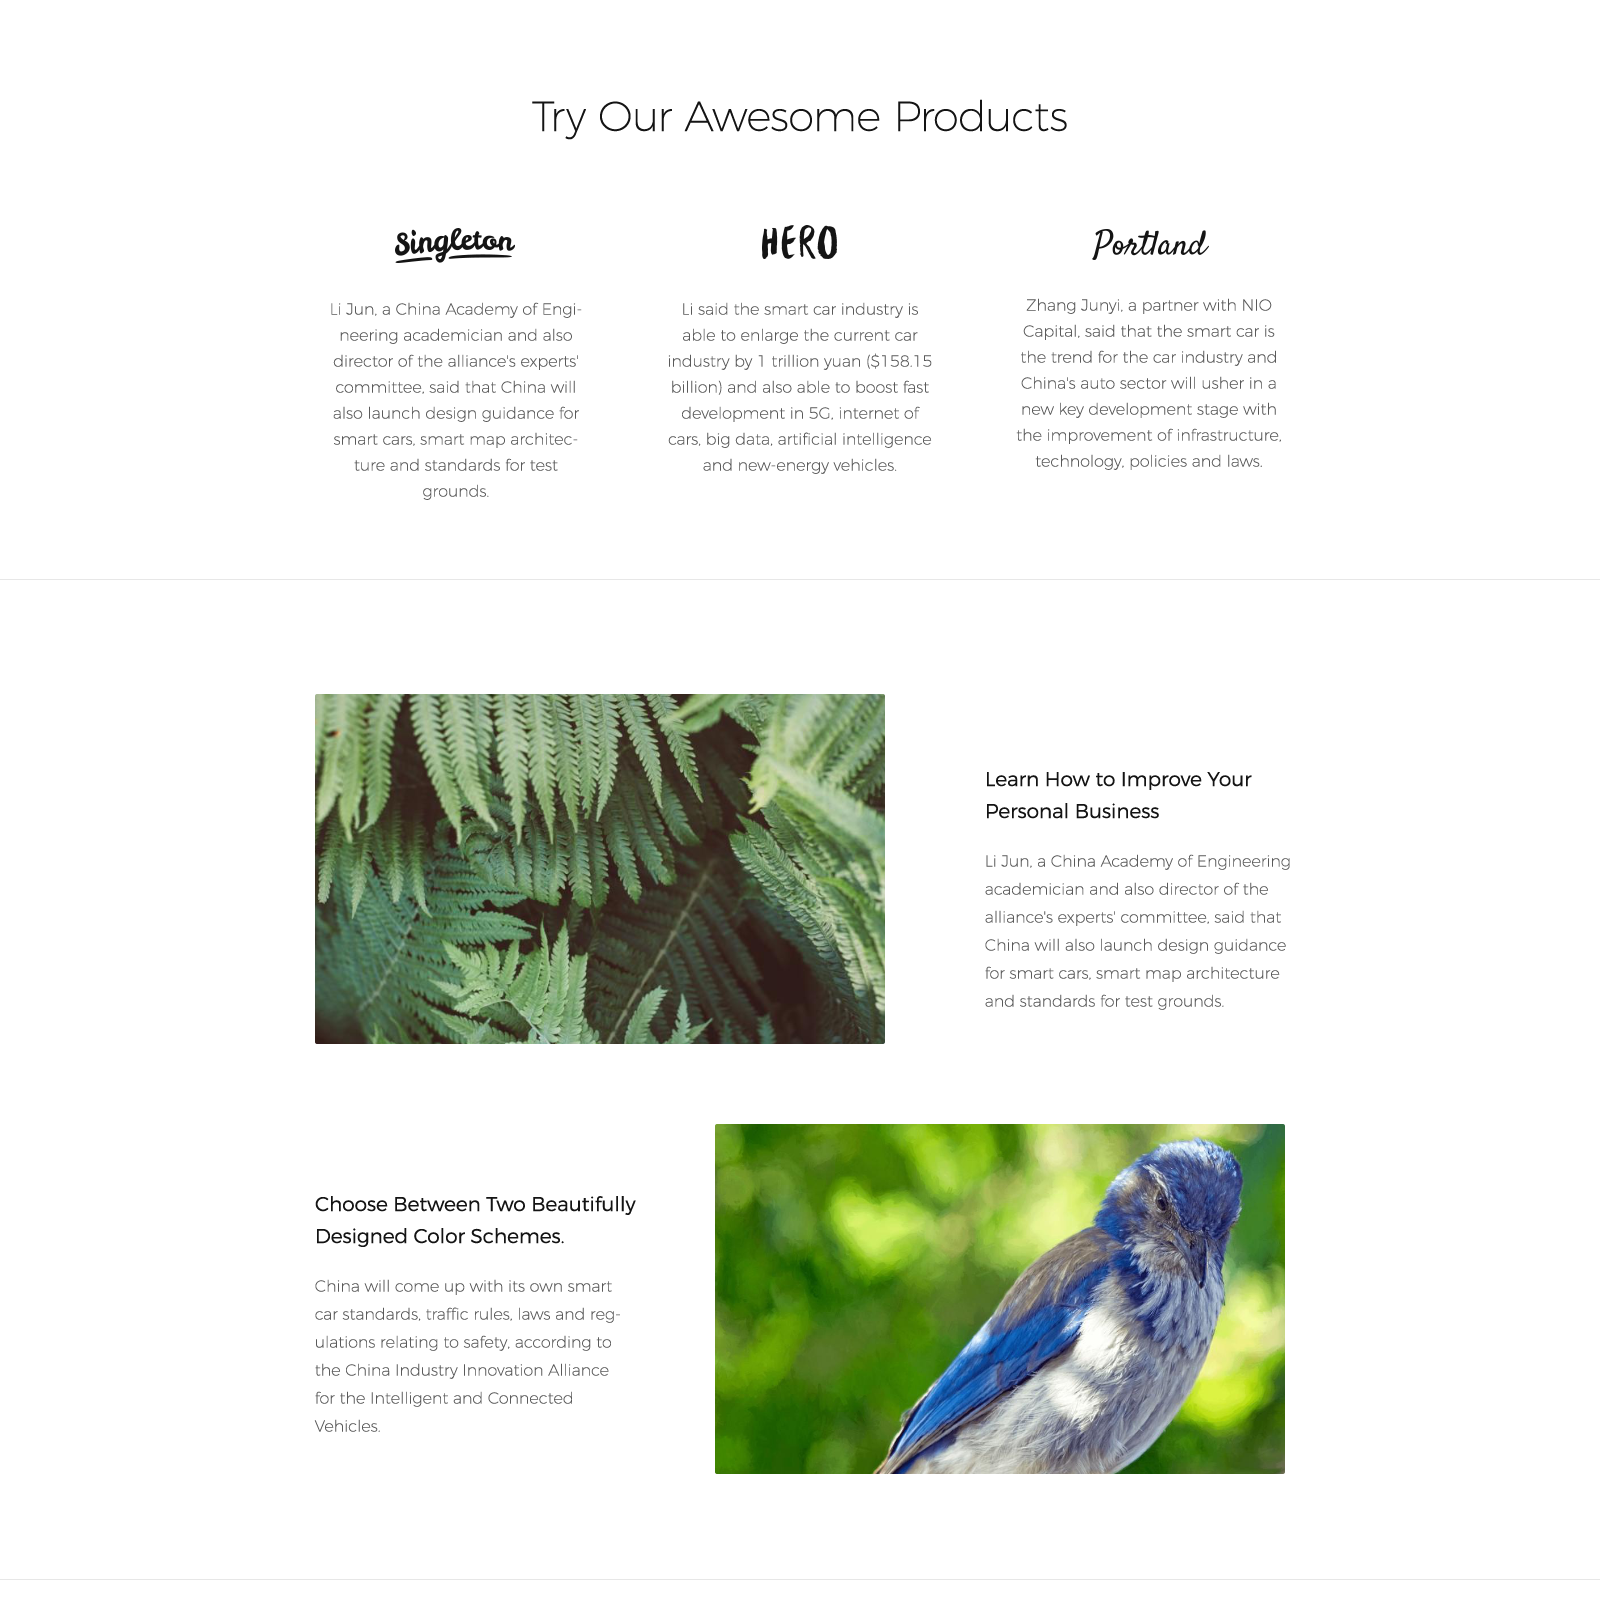 Try Our Awesome Products
Singleton
Li Jun, a China Academy of Engi-
neering academician and also
director of the alliance's experts'
committee, said that China will
also launch design guidance for
smart cars, smart map architec-
ture and standards for test
grounds.
HERO
Li said the smart car industry is
able to enlarge the current car
industry by 1 trillion yuan ($158.15
billion) and also able to boost fast
development in 5G, internet of
cars, big data, artificial intelligence
and new-energy vehicles.
Portland
Zhang Junyi, a partner with NIO
Capital, said that the smart car is
the trend for the car industry and
China's auto sector will usher in a
new key development stage with
the improvement of infrastructure,
technology, policies and laws.
Learn How to Improve Your
Personal Business
Li Jun, a China Academy of Engineering
academician and also director of the
alliance's experts' committee, said that
China will also launch design guidance
for smart cars, smart map architecture
and standards for test grounds.
Choose Between Two Beautifully
Designed Color Schemes.
China will come up with its own smart
car standards, traffic rules, laws and reg-
ulations relating to safety, according to
the China Industry Innovation Alliance
for the Intelligent and Connected
Vehicles.